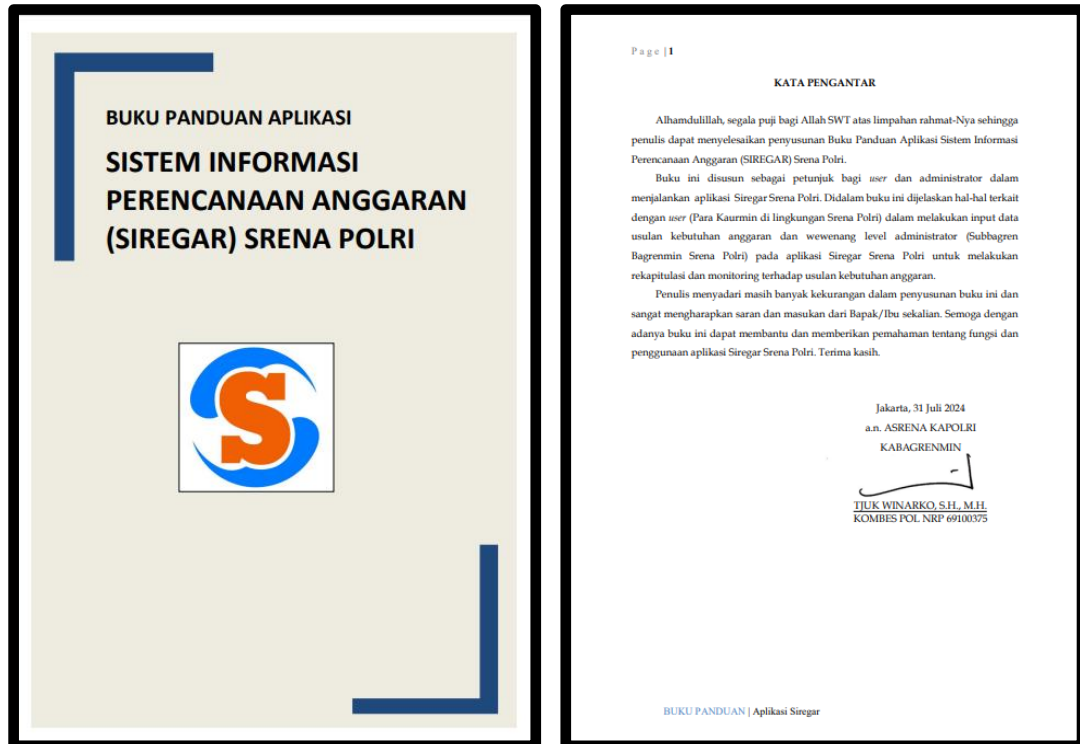 BUKU PANDUAN APLIKASI
SISTEM INFORMASI
PERENCANAAN ANGGARAN
(SIREGAR) SRENA POLRI
S
Page | 1
KATA PENGANTAR
Alhamdulillah, segala puji bagi Allah SWT atas limpahan rahmat-Nya sehingga
penulis dapat menyelesaikan penyusunan Buku Panduan Aplikasi Sistem Informasi
Perencanaan Anggaran (SIREGAR) Srena Polri.
Buku ini disusun sebagai petunjuk bagi user dan administrator dalam
menjalankan aplikasi Siregar Srena Polri. Didalam buku ini dijelaskan hal-hal terkait
dengan user (Para Kaurmin di lingkungan Srena Polri) dalam melakukan input data
usulan kebutuhan anggaran dan wewenang level administrator (Subbagren
Bagrenmin Srena Polri) pada aplikasi Siregar Srena Polri untuk melakukan
rekapitulasi dan monitoring terhadap usulan kebutuhan anggaran.
Penulis menyadari masih banyak kekurangan dalam penyusunan buku ini dan
sangat mengharapkan saran dan masukan dari Bapak/Ibu sekalian. Semoga dengan
adanya buku ini dapat membantu dan memberikan pemahaman tentang fungsi dan
penggunaan aplikasi Siregar Srena Polri. Terima kasih.
Jakarta, 31 Juli 2024
a.n. ASRENA KAPOLRI
KABAGRENMIN
TJUK WINARKO, S.H., M.H.
KOMBES POL NRP 69100375
BUKU PANDUAN | Aplikasi Siregar